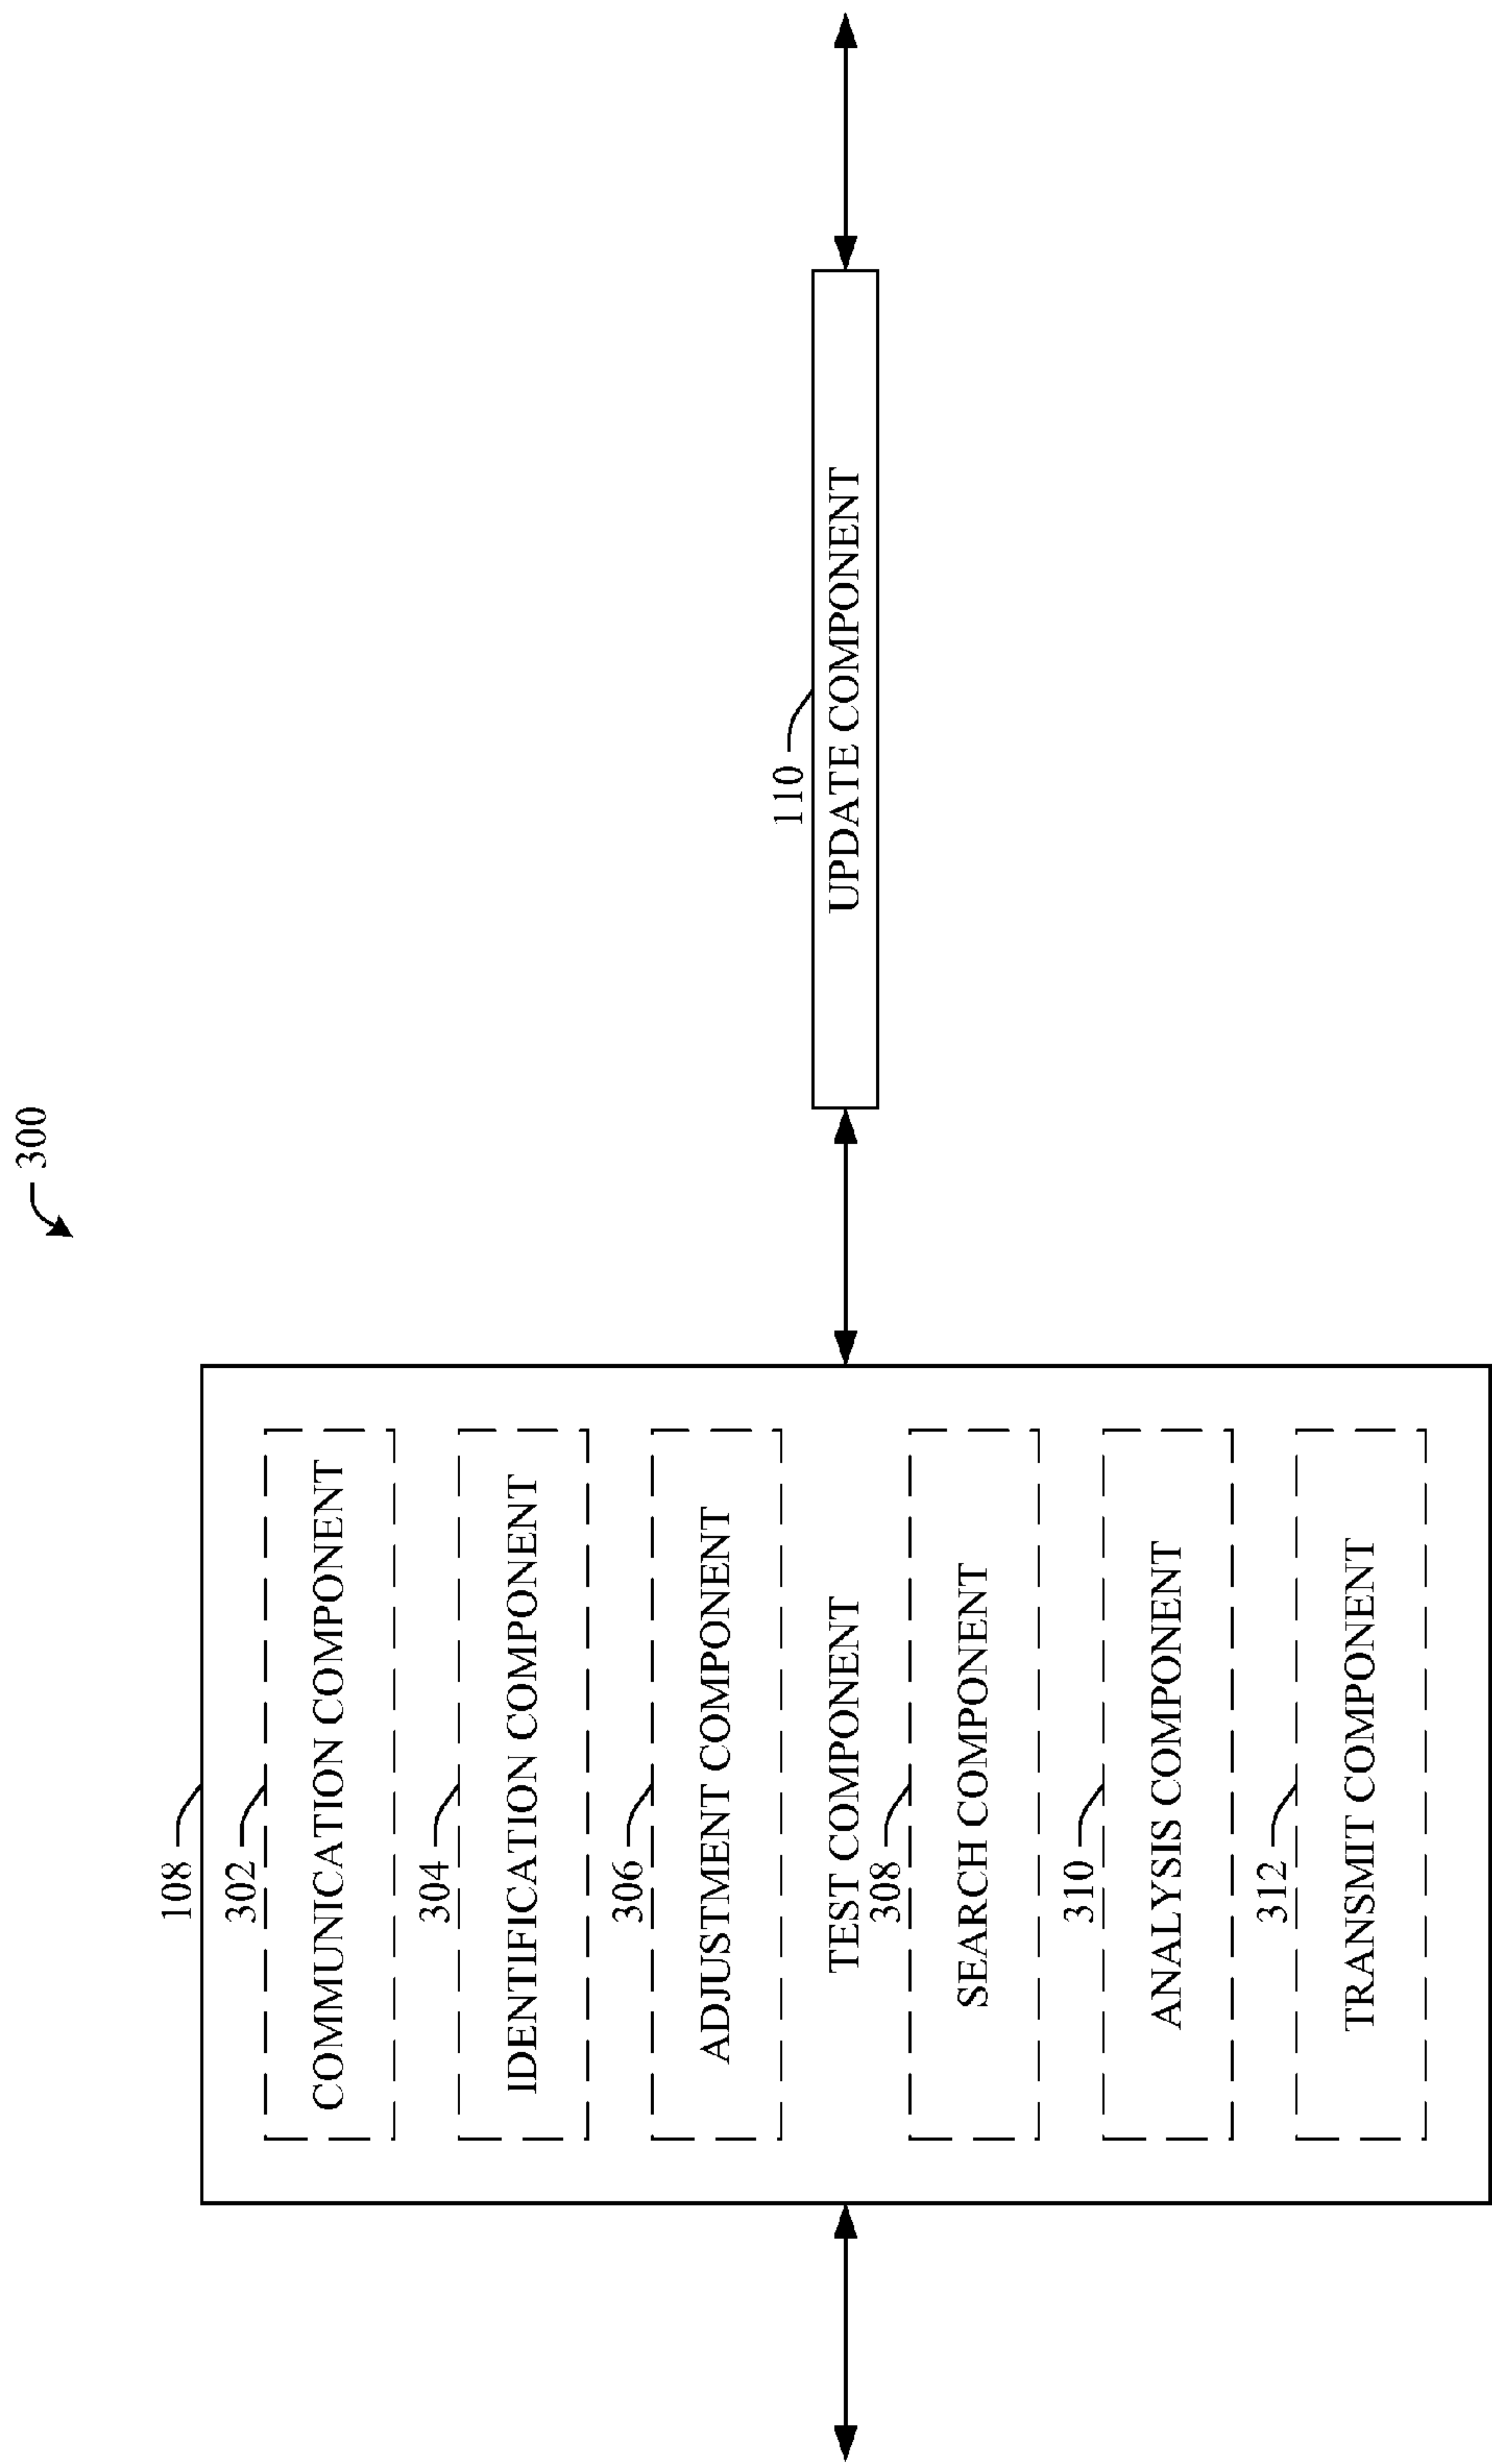 300
108
302
COMMUNICATION COMPONENT
304
IDENTIFICATION COMPONENT
306
ADJUSTMENT COMPONENT
TEST COMPONENT
308
SEARCH COMPONENT
310
ANALYSIS COMPONENT
312
TRANSMIT COMPONENT
110
UPDATE COMPONENT